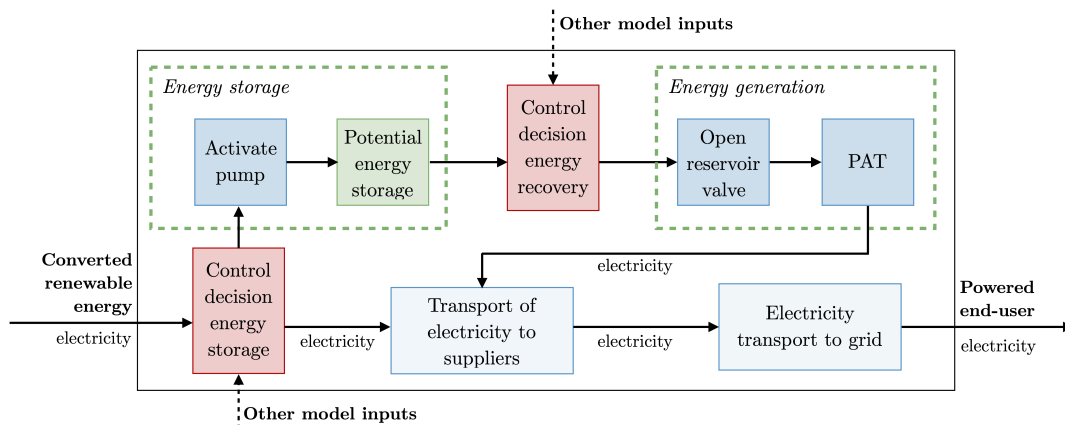 Other model inputs
Energy storage
Energy generation
Activate
pump
Potential
energy
storage
Control
decision
energy
recovery
Open
reservoir
valve
PAT
Converted
renewable
energy
electricity
Control
decision
energy
storage
electricity
electricity
Transport of
electricity to
suppliers
electricity
Electricity
transport to grid
Powered
end-user
electricity
Other model inputs